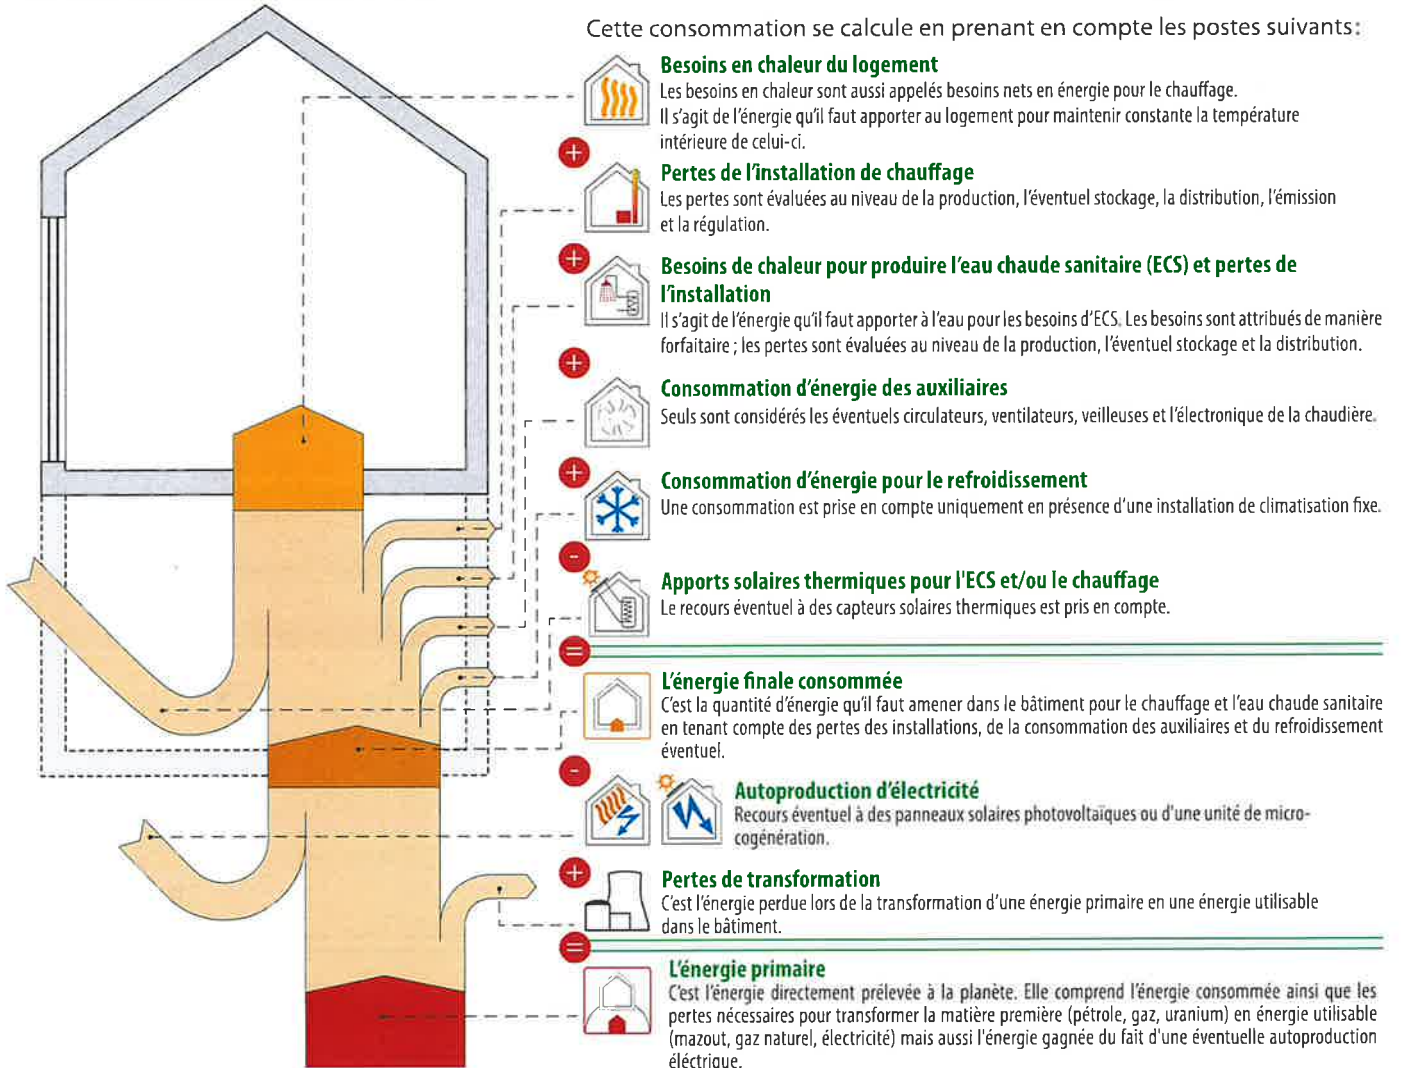 Cette consommation se calcule en prenant en compte les postes suivants:
Besoins en chaleur du logement
Les besoins en chaleur sont aussi appelés besoins nets en énergie pour le chauffage.
Il s'agit de l'énergie qu'il faut apporter au logement pour maintenir constante la température
intérieure de celui-ci.
+
Pertes de l'installation de chauffage
Les pertes sont évaluées au niveau de la production, l'éventuel stockage, la distribution, l'émission
et la régulation.
+
Besoins de chaleur pour produire l'eau chaude sanitaire (ECS) et pertes de
l'installation
Il s'agit de l'énergie qu'il faut apporter à l'eau pour les besoins d'ECS. Les besoins sont attribués de manière
forfaitaire ; les pertes sont évaluées au niveau de la production, l'éventuel stockage et la distribution.
+
Consommation d'énergie des auxiliaires
Seuls sont considérés les éventuels circulateurs, ventilateurs, veilleuses et l'électronique de la chaudière.
+
Consommation d'énergie pour le refroidissement
Une consommation est prise en compte uniquement en présence d'une installation de climatisation fixe.
-
Apports solaires thermiques pour l'ECS et/ou le chauffage
Le recours éventuel à des capteurs solaires thermiques est pris en compte.
=
L'énergie finale consommée
C'est la quantité d'énergie qu'il faut amener dans le bâtiment pour le chauffage et l'eau chaude sanitaire
en tenant compte des pertes des installations, de la consommation des auxiliaires et du refroidissement
éventuel.
-
Autoproduction d'électricité
Recours éventuel à des panneaux solaires photovoltaïques ou d'une unité de micro-
cogénération.
+
Pertes de transformation
C'est l'énergie perdue lors de la transformation d'une énergie primaire en une énergie utilisable
dans le bâtiment.
=
L'énergie primaire
C'est l'énergie directement prélevée à la planète. Elle comprend l'énergie consommée ainsi que les
pertes nécessaires pour transformer la matière première (pétrole, gaz, uranium) en énergie utilisable
(mazout, gaz naturel, électricité) mais aussi l'énergie gagnée du fait d'une éventuelle autoproduction
éléctrique.